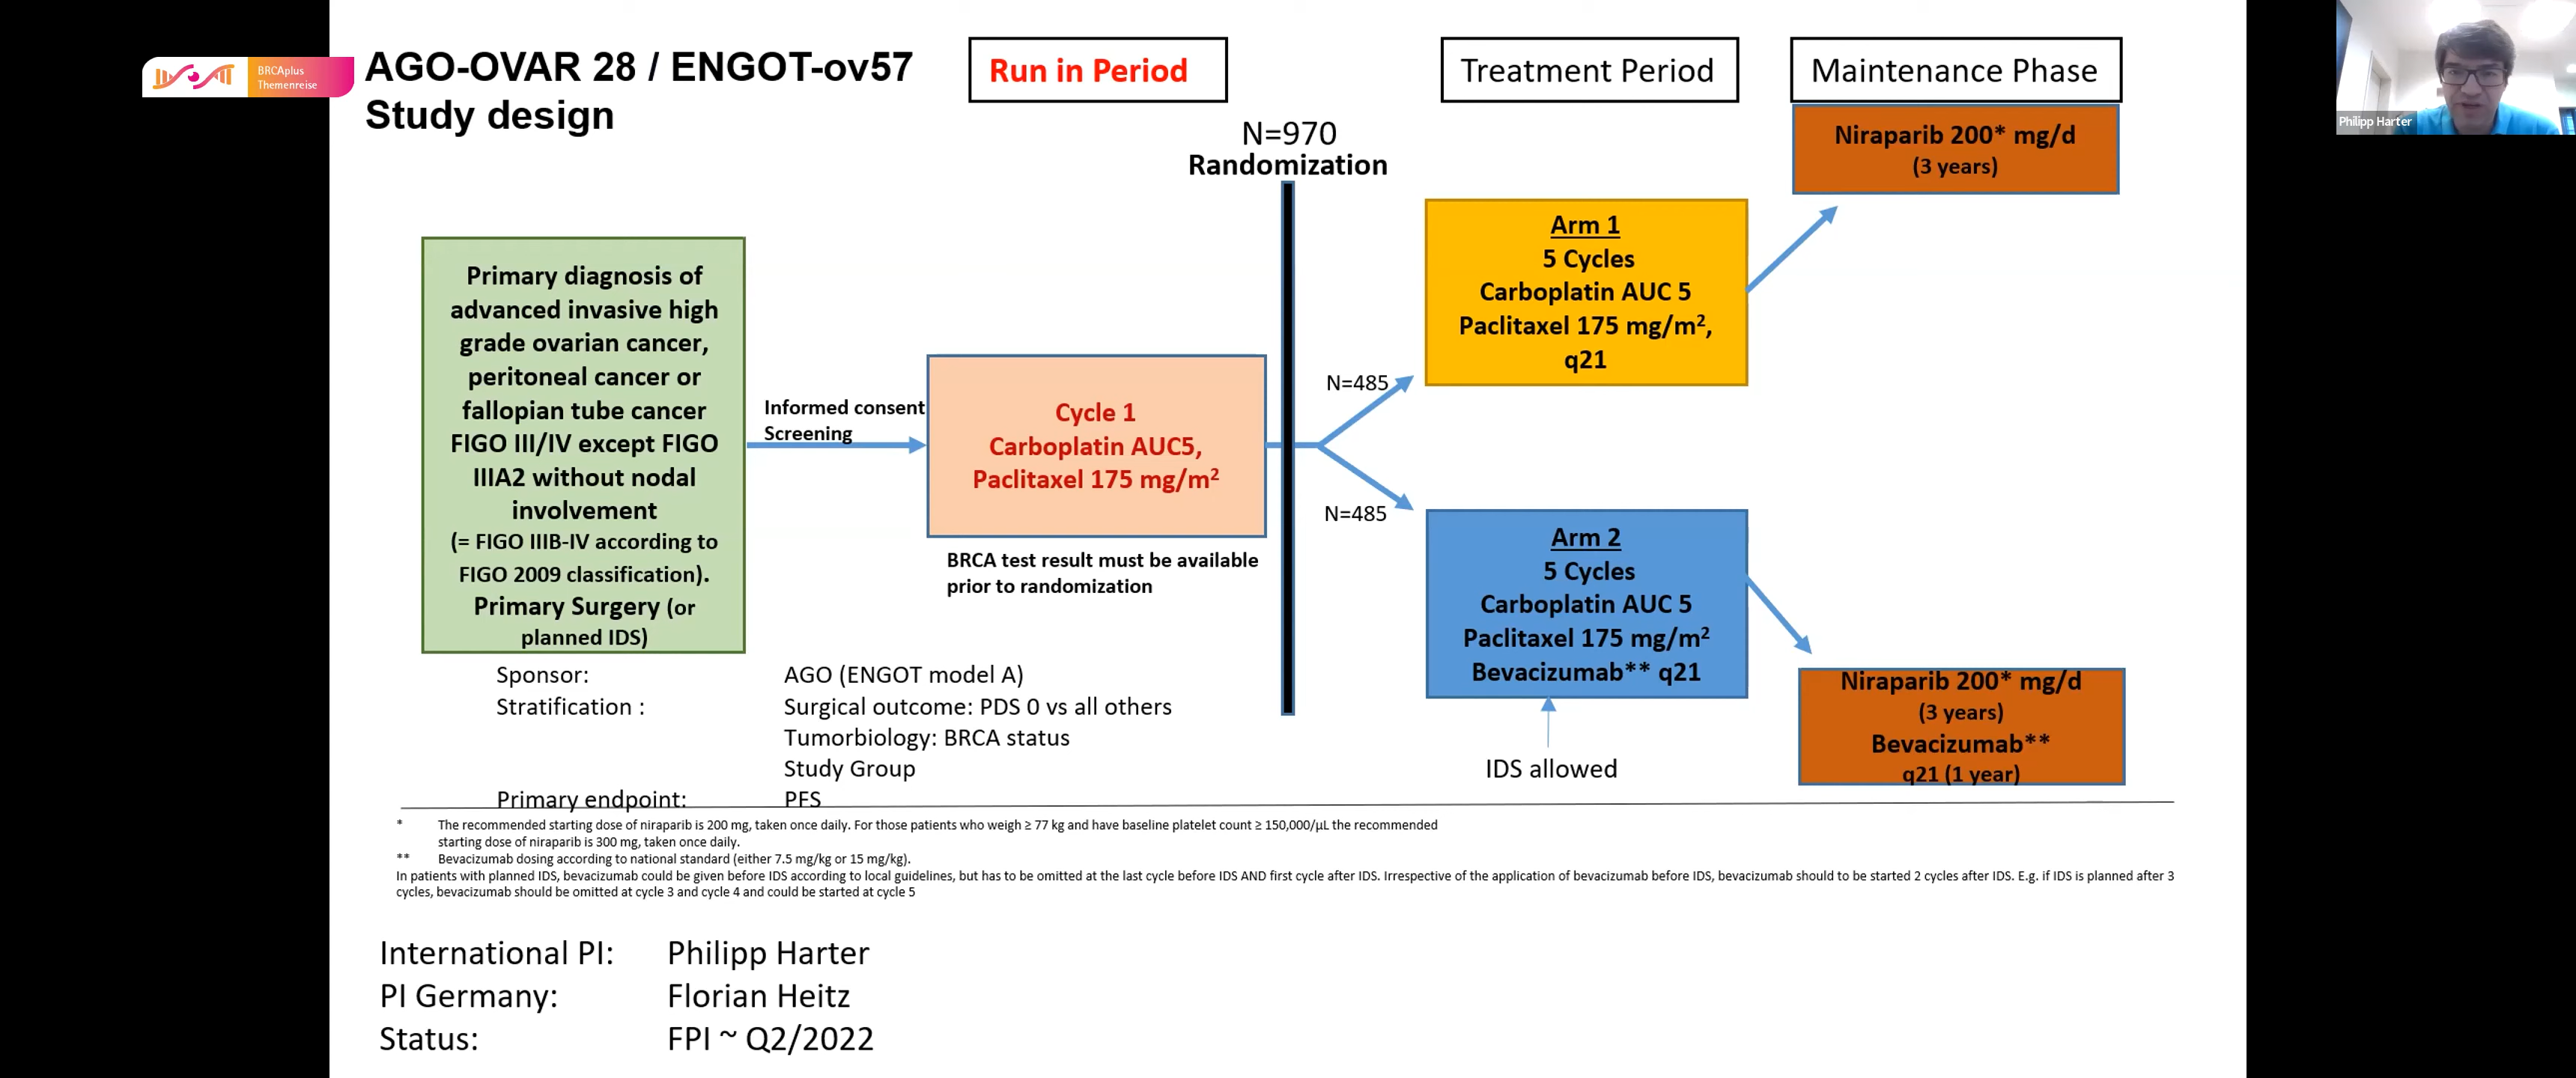 BRCAplus
Themenreise
AGO-OVAR 28 / ENGOT-ov57
Study design
Run in Period
Treatment Period
Maintenance Phase
Philipp Harter
N=970
Randomization
Niraparib 200* mg/d
(3 years)
Primary diagnosis of
advanced invasive high
grade ovarian cancer,
peritoneal cancer or
fallopian tube cancer
FIGO III/IV except FIGO
IIIA2 without nodal
involvement
(= FIGO IIIB-IV according to
FIGO 2009 classification).
Primary Surgery (or
planned IDS)
Informed consent
Screening
Cycle 1
Carboplatin AUC5,
Paclitaxel 175 mg/m²
BRCA test result must be available
prior to randomization
N=485
N=485
Arm 1
5 Cycles
Carboplatin AUC 5
Paclitaxel 175 mg/m²,
q21
Arm 2
5 Cycles
Carboplatin AUC 5
Paclitaxel 175 mg/m²
Bevacizumab** q21
IDS allowed
Niraparib 200* mg/d
(3 years)
Bevacizumab**
q21 (1 year)
Sponsor: AGO (ENGOT model A)
Stratification : Surgical outcome: PDS 0 vs all others
Tumorbiology: BRCA status
Study Group
Primary endpoint: PFS
* The recommended starting dose of niraparib is 200 mg, taken once daily. For those patients who weigh ≥ 77 kg and have baseline platelet count ≥ 150,000/µL the recommended
starting dose of niraparib is 300 mg, taken once daily.
** Bevacizumab dosing according to national standard (either 7.5 mg/kg or 15 mg/kg).
In patients with planned IDS, bevacizumab could be given before IDS according to local guidelines, but has to be omitted at the last cycle before IDS AND first cycle after IDS. Irrespective of the application of bevacizumab before IDS, bevacizumab should to be started 2 cycles after IDS. E.g. if IDS is planned after 3
cycles, bevacizumab should be omitted at cycle 3 and cycle 4 and could be started at cycle 5
International PI: Philipp Harter
PI Germany: Florian Heitz
Status: FPI ~ Q2/2022